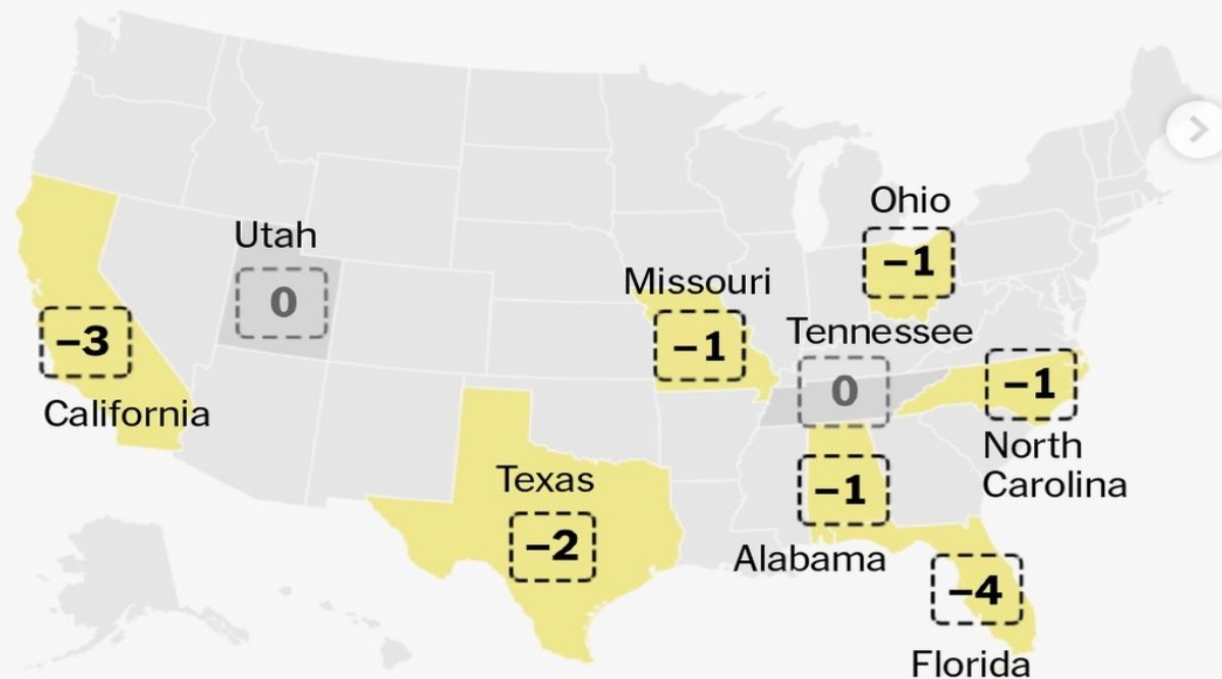 Ohio
–1
Utah
0
Missouri
–1
Tennessee
0
–3
California
–1
North
Carolina
Texas
–2
–1
Alabama
–4
Florida